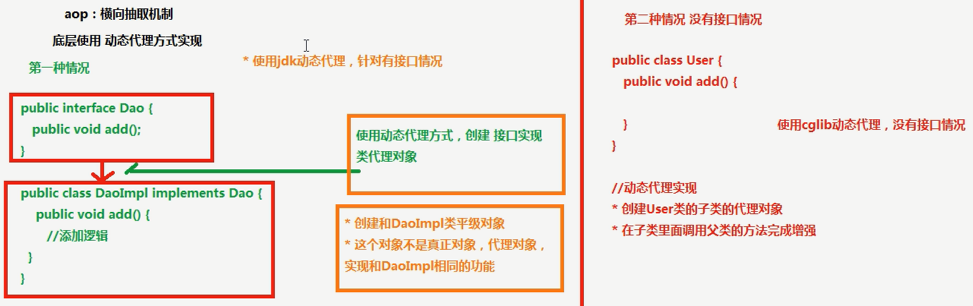 aop：横向抽取机制
底层使用 动态代理方式实现
第一种情况
* 使用jdk动态代理，针对有接口情况
public interface Dao {
public void add();
}
使用动态代理方式，创建 接口实现
类代理对象
public class DaoImpl implements Dao {
public void add() {
//添加逻辑
}
}
* 创建和DaoImpl类平级对象
* 这个对象不是真正对象，代理对象，
实现和DaoImpl相同的功能
第二种情况 没有接口情况
public class User {
public void add() {
}
}
使用cglib动态代理，没有接口情况
//动态代理实现
* 创建User类的子类的代理对象
* 在子类里面调用父类的方法完成增强